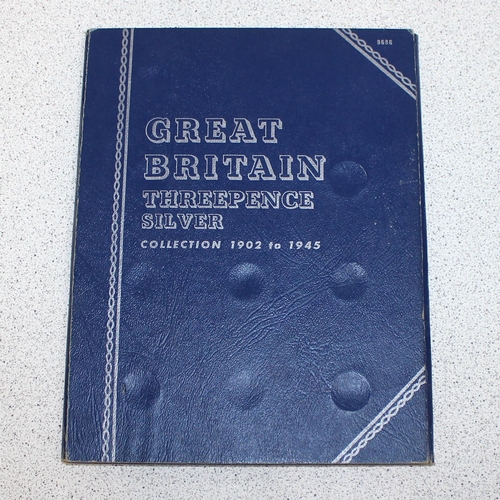 9686
GREAT
BRITAIN
THREEPENCE
SILVER
COLLECTION 1902 to 1945